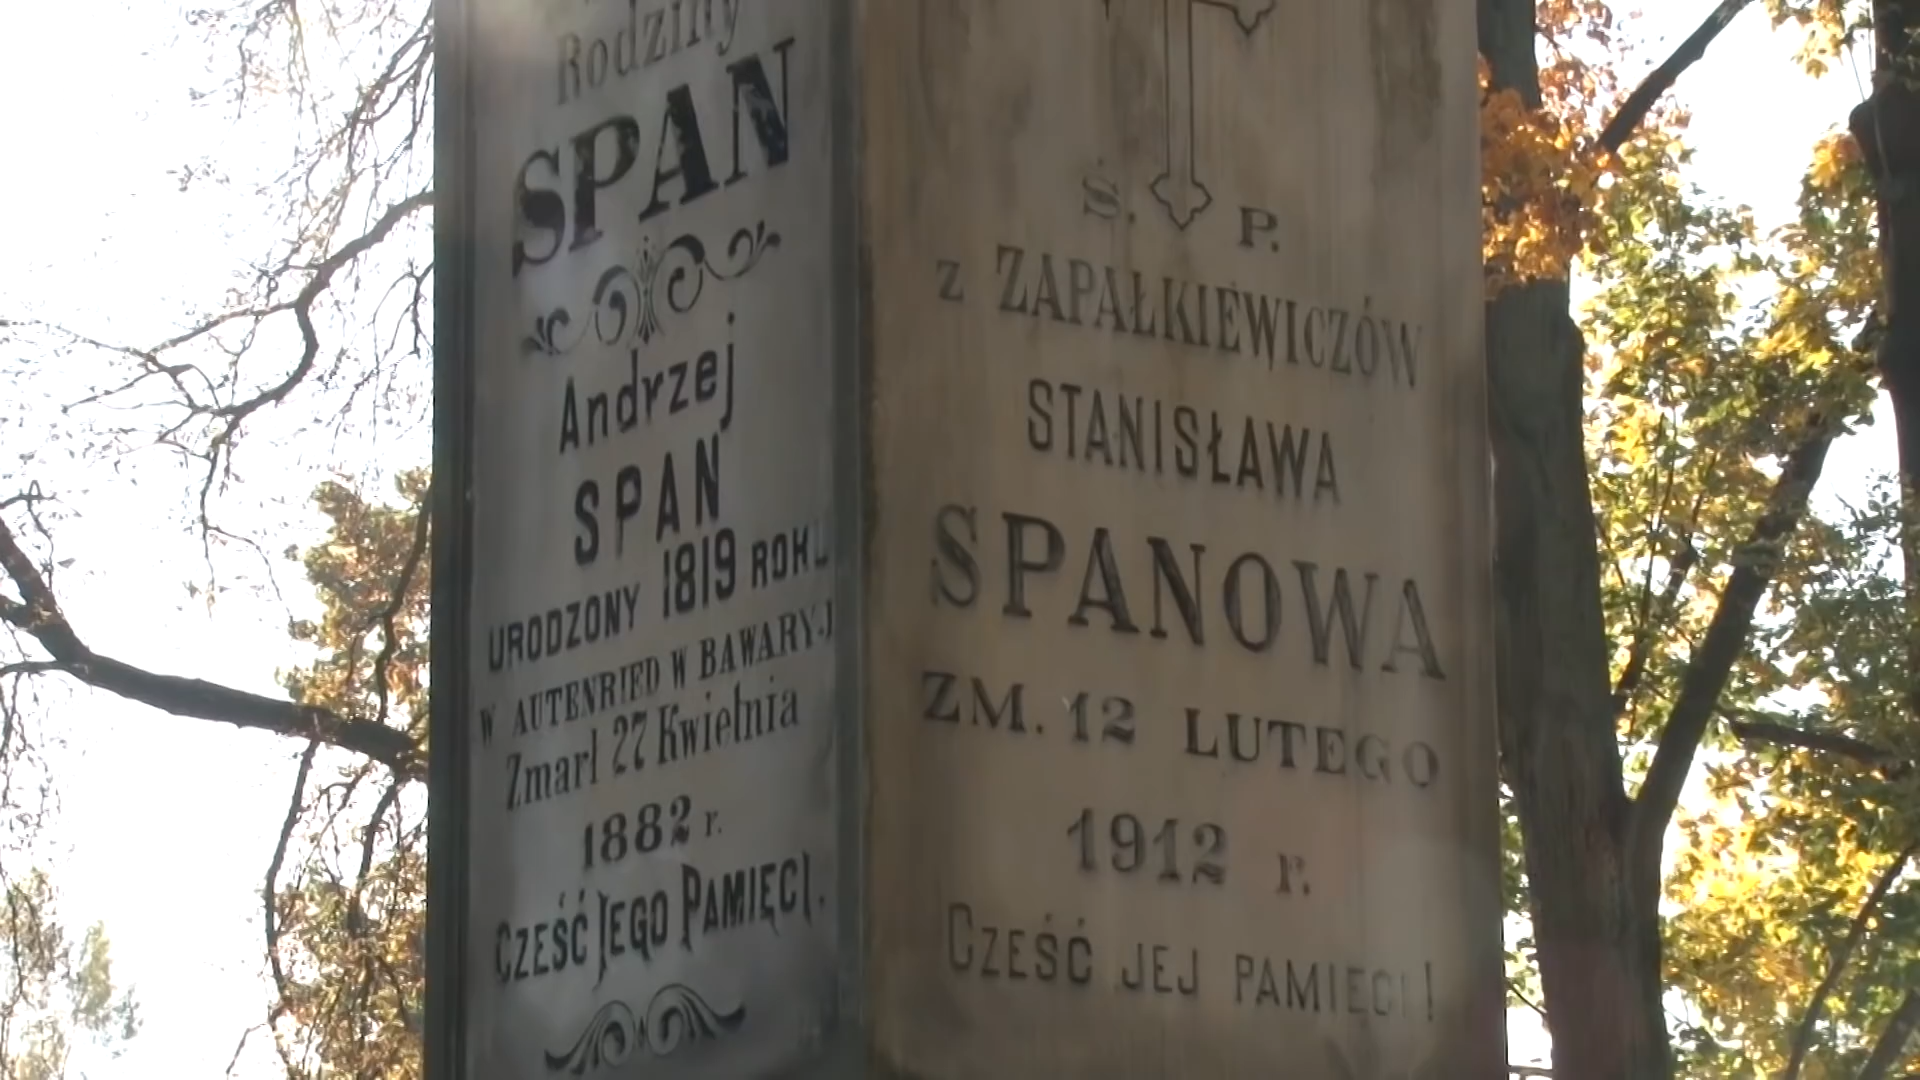 Rodziny
SPAN
Andrzej
SPAN
URODZONY 1819 ROKU
W AUTENRIED W BAWARYJ
Zmarł 27 Kwietnia
1882 r.
CZEŚĆ JEGO PAMIĘCI.
Ś. P.
z ZAPAŁKIEWICZÓW
STANISŁAWA
SPANOWA
ZM. 12 LUTEGO
1912 r.
CZEŚĆ JEJ PAMIĘCI!